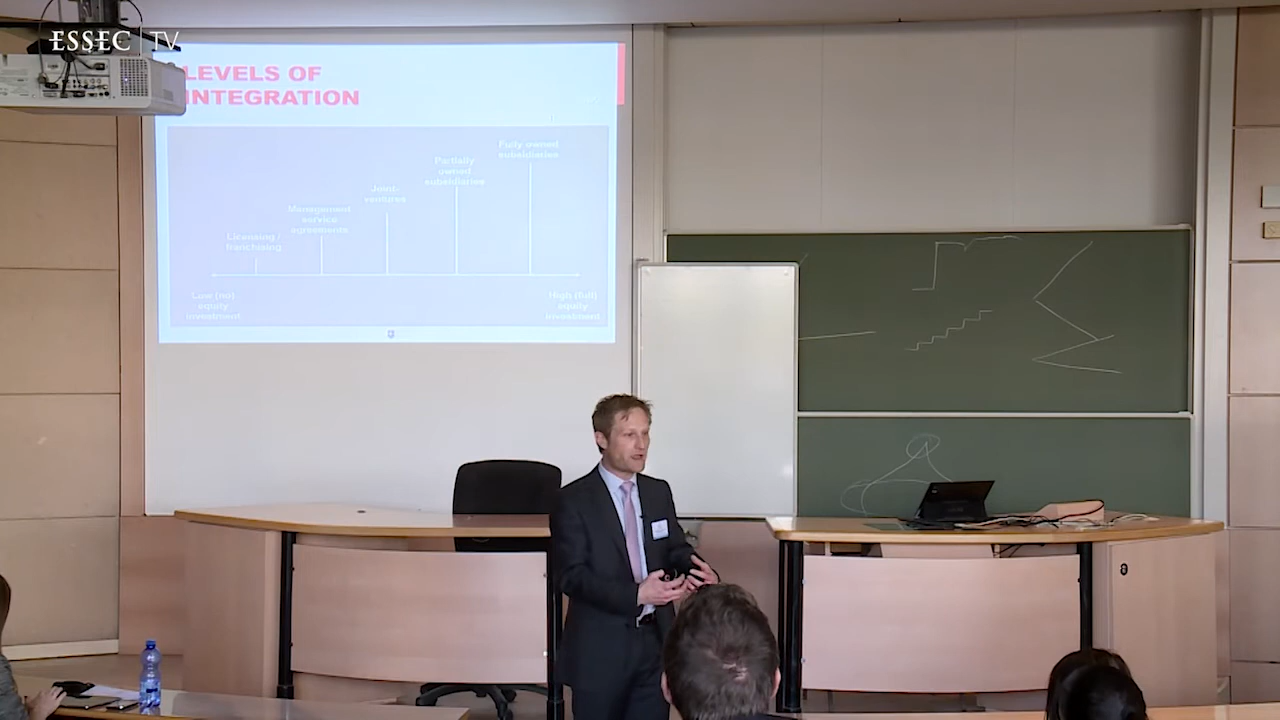 ESSEC TV
LEVELS OF
INTEGRATION
Fully owned
subsidiaries
Partially
owned
subsidiaries
Joint-
ventures
Management
service
agreements
Licensing /
franchising
Low (no)
equity
investment
High (full)
equity
investment